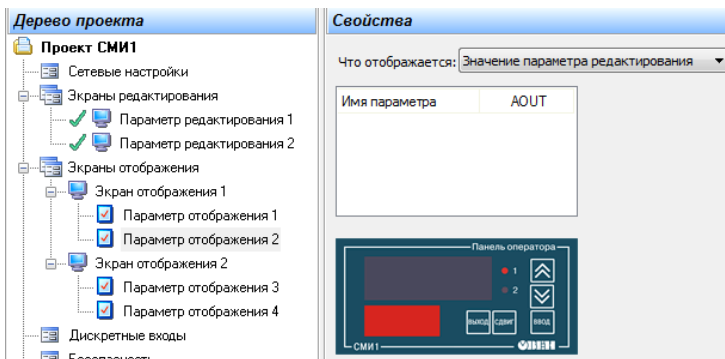 Дерево проекта
Проект СМИ1
Сетевые настройки
Экраны редактирования
Параметр редактирования 1
Параметр редактирования 2
Экраны отображения
Экран отображения 1
Параметр отображения 1
Параметр отображения 2
Экран отображения 2
Параметр отображения 3
Параметр отображения 4
Дискретные входы
Безопасность
Свойства
Что отображается: Значение параметра редактирования
Имя параметра AOUT
Панель оператора
1
2
ВЫХОД СДВИГ ВВОД
СМИ1 ОВЕН